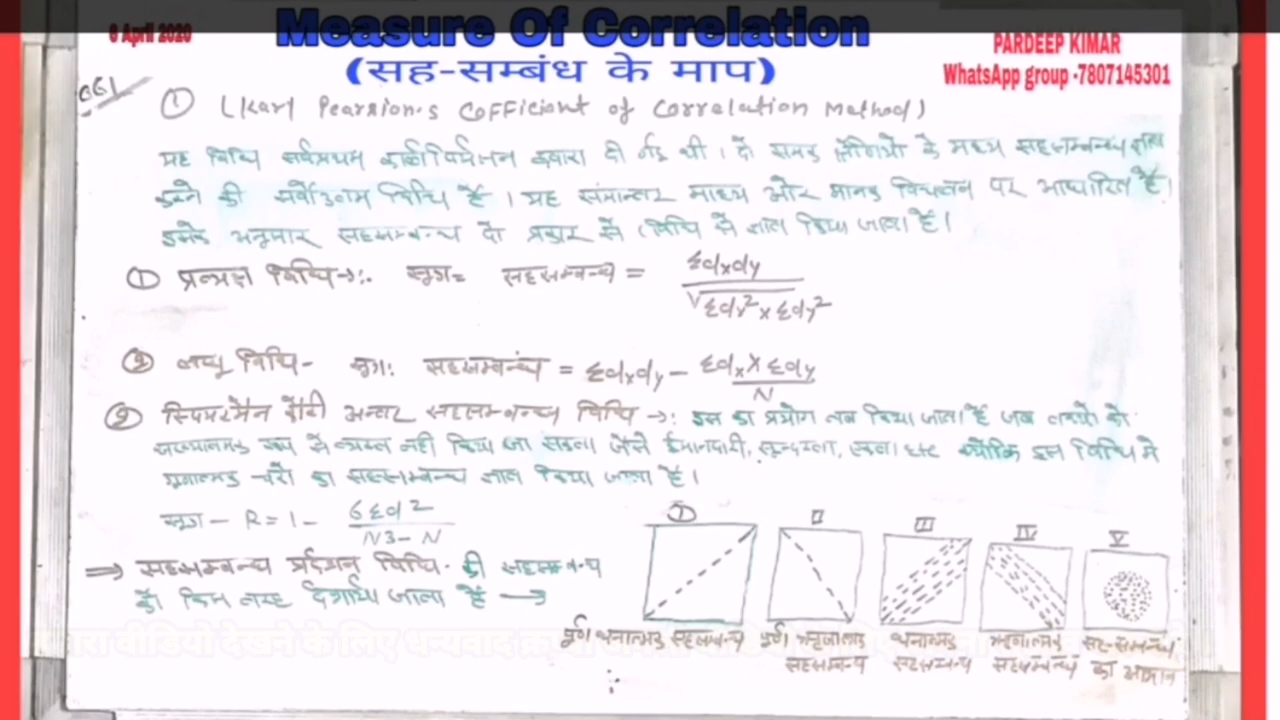 6 April 2020
Measure Of Correlation
(सह-सम्बंध के माप)
PARDEEP KIMAR
WhatsApp group -7807145301
① (Karl Pearsion's Cofficient of Correlation Method)
यह विधि सर्वप्रथम कार्लपियर्सन द्वारा दी गई थी। दो समंक श्रेणियों के मध्य सहसम्बन्ध ज्ञात
करने की सर्वोत्तम विधि है। यह समान्तर माध्य और मानक विचलन पर आधारित है।
इसके अनुसार सहसम्बन्ध दो प्रकार से (विधि से ज्ञात किया जाता है।
① प्रत्यक्ष विधि→:. सूत्र= सहसम्बन्ध = Σdxdy / √Σdx²xΣdy²
② लघु विधि- सूत्र: सहसम्बन्ध = Σdxdy - Σdx x Σdy / N
② स्पियरमैन कोटी अन्तर सहसम्बन्ध विधि →: इस का प्रयोग तब किया जाता है जब तथ्यों को
संख्यात्मक रूप में व्यक्त नही किया जा सकता जैसे ईमानदारी, सुन्दरता, etc क्योंकि इस विधि मे
गुणात्मक चरों का सहसम्बन्ध ज्ञात किया जाता है।
सूत्र - R = 1 - 6Σd² / N3 - N
⇒ सहसम्बन्ध प्रदर्शन विधि- की सहसम्बन्ध
को किस तरह दर्शाया जाता है →
I II III IV V
पूर्ण धनात्मक सहसम्बन्ध पूर्ण ऋणात्मक सहसम्बन्ध धनात्मक सहसम्बन्ध ऋणात्मक सहसम्बन्ध सह-सम्बन्ध का अभाव